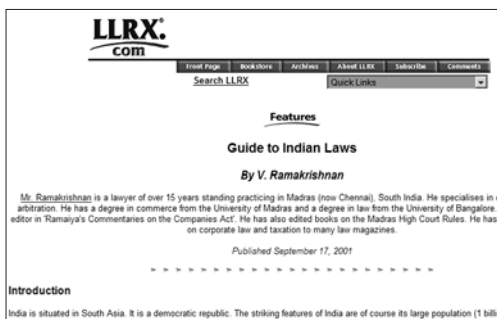 LLRX.®
com
Front Page Bookstore Archives About LLRX Subscribe Comments
Search LLRX Quick Links
Features
Guide to Indian Laws
By V. Ramakrishnan
Mr. Ramakrishnan is a lawyer of over 15 years standing practicing in Madras (now Chennai), South India. He specialises in
arbitration. He has a degree in commerce from the University of Madras and a degree in law from the University of Bangalore.
editor in 'Ramaiya's Commentaries on the Companies Act'. He has also edited books on the Madras High Court Rules. He has
on corporate law and taxation to many law magazines.
Published September 17, 2001
Introduction
India is situated in South Asia. It is a democratic republic. The striking features of India are of course its large population (1